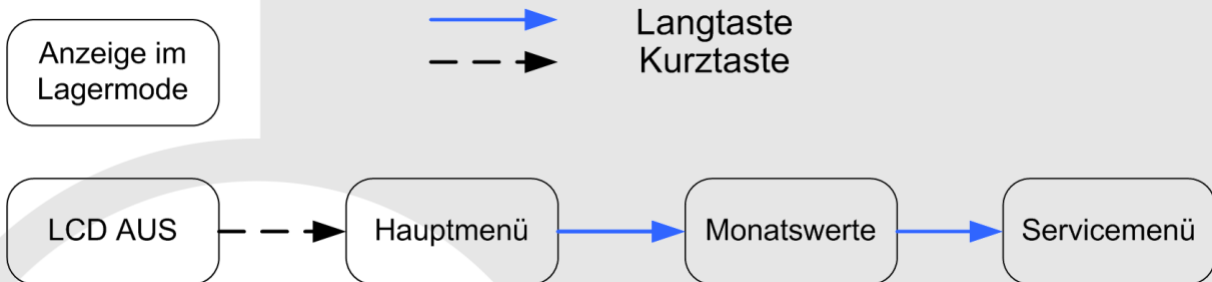 Langtaste
Kurztaste
Anzeige im
Lagermode
LCD AUS
Hauptmenü
Monatswerte
Servicemenü